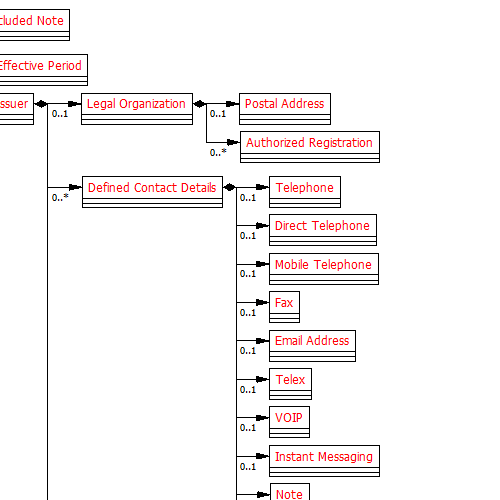 cluded Note
Effective Period
ssuer
Legal Organization
Postal Address
0..1
0..1
Authorized Registration
0..*
Defined Contact Details
Telephone
0..*
0..1
Direct Telephone
0..1
Mobile Telephone
0..1
Fax
0..1
Email Address
0..1
Telex
0..1
VOIP
0..1
Instant Messaging
0..1
Note